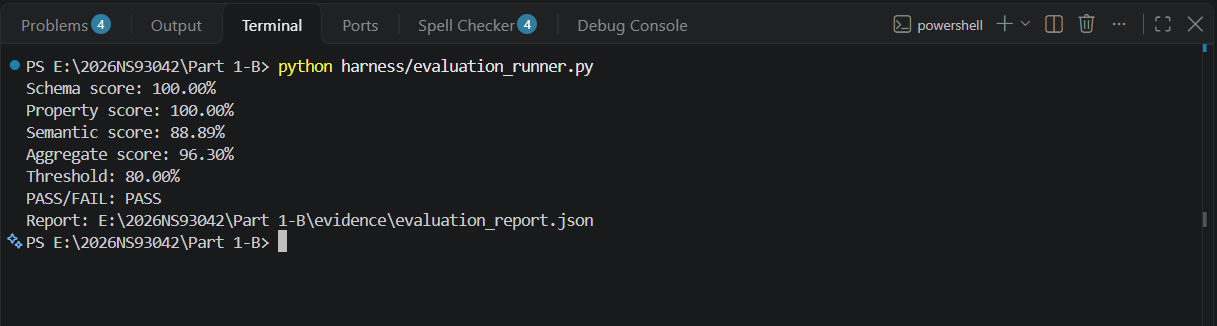 Problems 4 Output Terminal Ports Spell Checker 4 Debug Console powershell
PS E:\2026NS93042\Part 1-B> python harness/evaluation_runner.py
Schema score: 100.00%
Property score: 100.00%
Semantic score: 88.89%
Aggregate score: 96.30%
Threshold: 80.00%
PASS/FAIL: PASS
Report: E:\2026NS93042\Part 1-B\evidence\evaluation_report.json
PS E:\2026NS93042\Part 1-B>